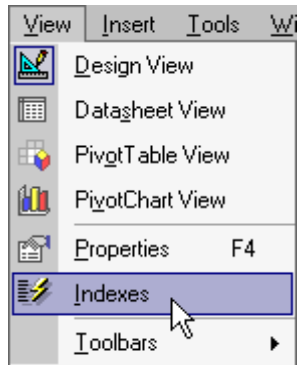 View Insert Tools Wi
Design View
Datasheet View
PivotTable View
PivotChart View
Properties F4
Indexes
Toolbars